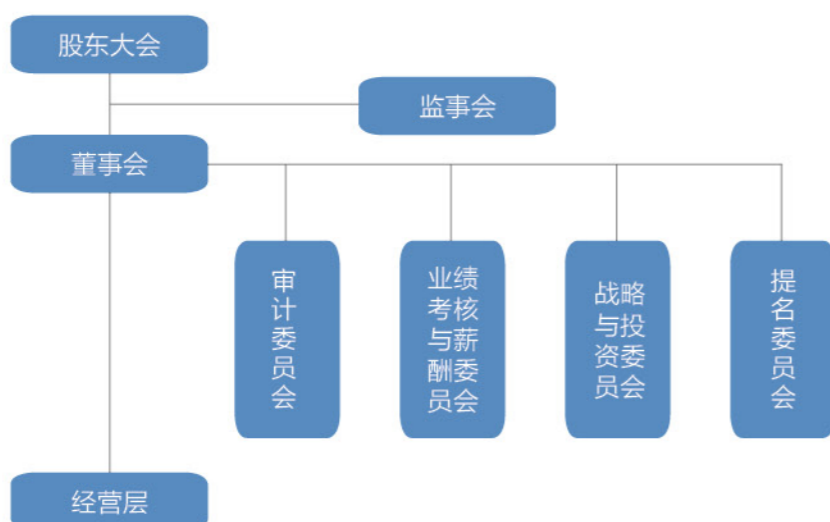 股东大会
监事会
董事会
审计委员会
业绩考核与薪酬委员会
战略与投资委员会
提名委员会
经营层